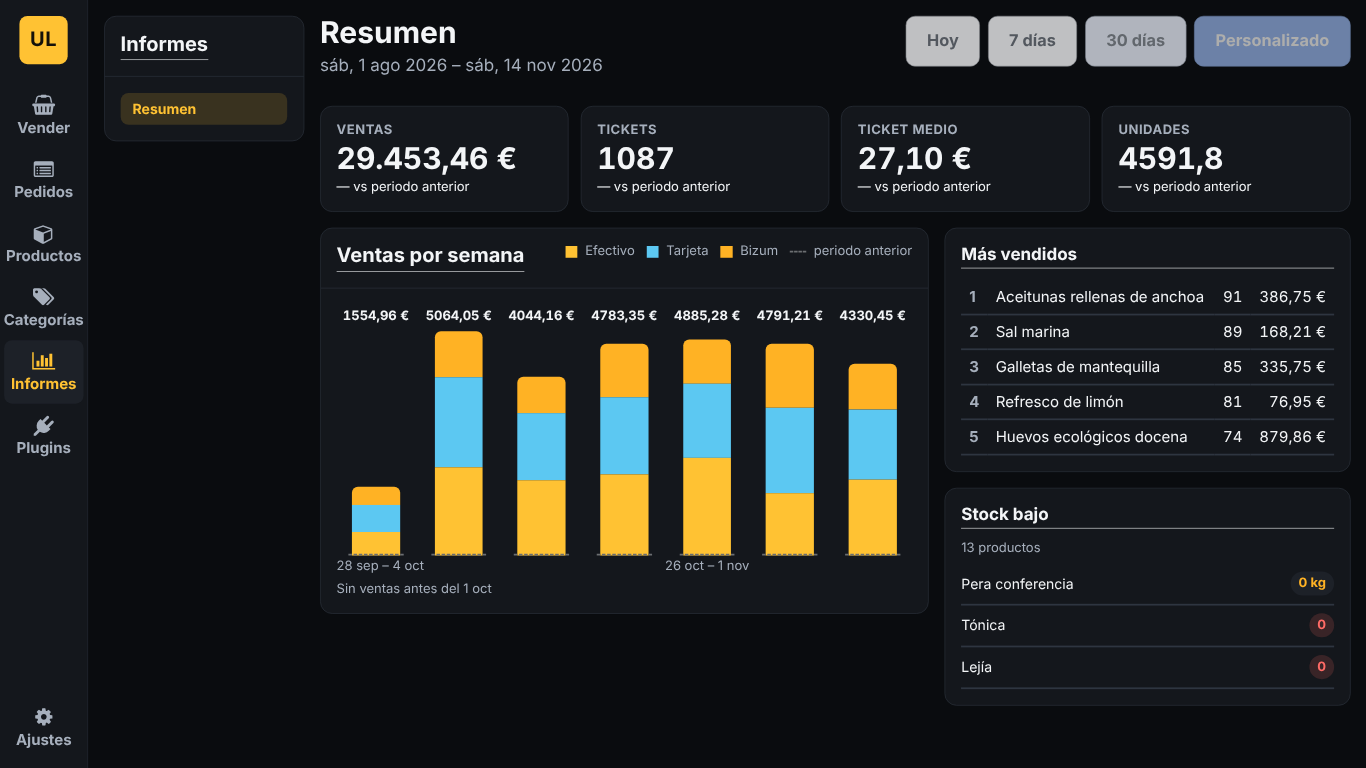 UL
Vender
Pedidos
Productos
Categorías
Informes
Plugins
Ajustes
Informes
Resumen
Resumen
sáb, 1 ago 2026 – sáb, 14 nov 2026
Hoy
7 días
30 días
Personalizado
VENTAS
29.453,46 €
— vs periodo anterior
TICKETS
1087
— vs periodo anterior
TICKET MEDIO
27,10 €
— vs periodo anterior
UNIDADES
4591,8
— vs periodo anterior
Ventas por semana
Efectivo Tarjeta Bizum periodo anterior
1554,96 € 5064,05 € 4044,16 € 4783,35 € 4885,28 € 4791,21 € 4330,45 €
28 sep – 4 oct 26 oct – 1 nov
Sin ventas antes del 1 oct
Más vendidos
1 Aceitunas rellenas de anchoa 91 386,75 €
2 Sal marina 89 168,21 €
3 Galletas de mantequilla 85 335,75 €
4 Refresco de limón 81 76,95 €
5 Huevos ecológicos docena 74 879,86 €
Stock bajo
13 productos
Pera conferencia 0 kg
Tónica 0
Lejía 0